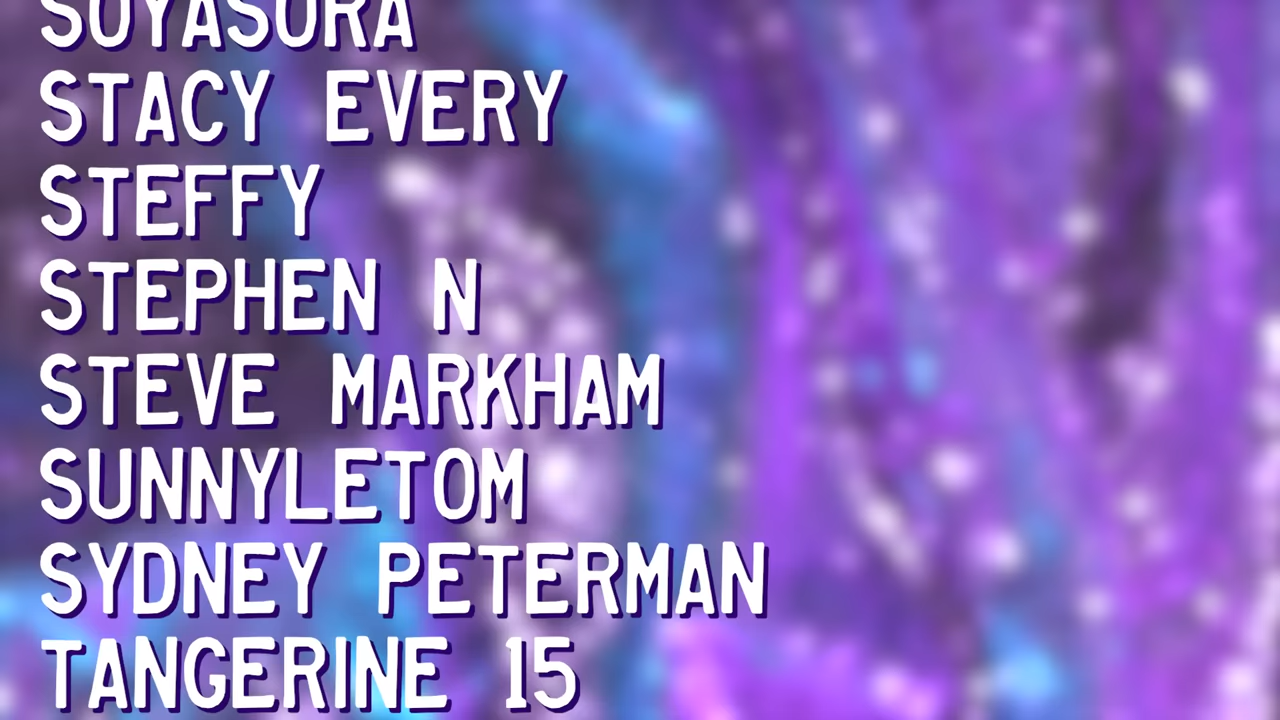 SOYASORA
STACY EVERY
STEFFY
STEPHEN N
STEVE MARKHAM
SUNNYLETOM
SYDNEY PETERMAN
TANGERINE 15